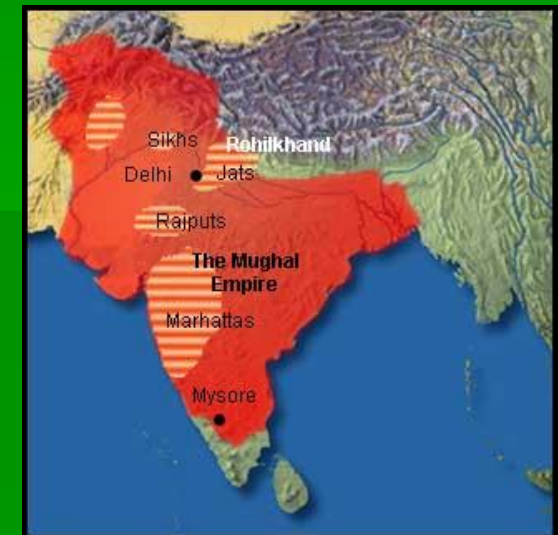 Sikhs
Rohilkhand
Delhi
Jats
Rajputs
The Mughal
Empire
Marhattas
Mysore